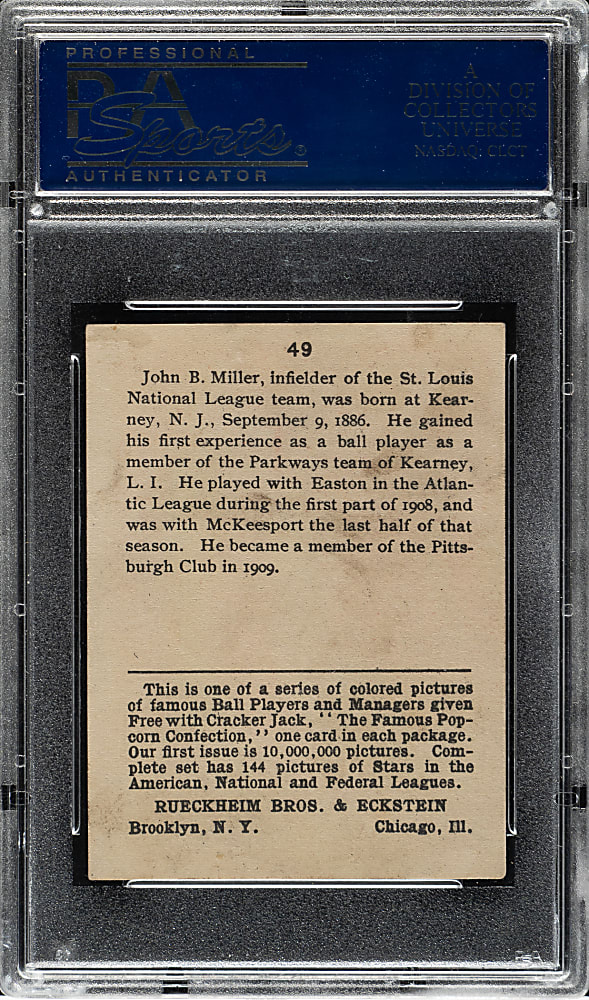 PROFESSIONAL
PSA
Sports®
AUTHENTICATOR
A
DIVISION OF
COLLECTORS
UNIVERSE
NASDAQ: CLCT
49
John B. Miller, infielder of the St. Louis
National League team, was born at Kear-
ney, N. J., September 9, 1886. He gained
his first experience as a ball player as a
member of the Parkways team of Kearney,
L. I. He played with Easton in the Atlan-
tic League during the first part of 1908, and
was with McKeesport the last half of that
season. He became a member of the Pitts-
burgh Club in 1909.
This is one of a series of colored pictures
of famous Ball Players and Managers given
Free with Cracker Jack, "The Famous Pop-
corn Confection," one card in each package.
Our first issue is 10,000,000 pictures. Com-
plete set has 144 pictures of Stars in the
American, National and Federal Leagues.
RUECKHEIM BROS. & ECKSTEIN
Brooklyn, N. Y. Chicago, Ill.
PSA